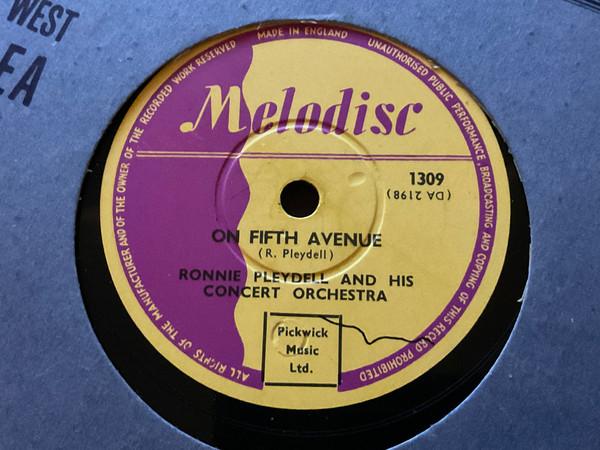 WEST
EA
ALL RIGHTS OF THE MANUFACTURER AND OF THE OWNER OF THE RECORDED WORK RESERVED
MADE IN ENGLAND
UNAUTHORISED PUBLIC PERFORMANCE, BROADCASTING AND COPYING OF THIS RECORD PROHIBITED
Melodisc
1309
(DA 2198)
ON FIFTH AVENUE
(R. Pleydell)
RONNIE PLEYDELL AND HIS
CONCERT ORCHESTRA
Pickwick
Music
Ltd.